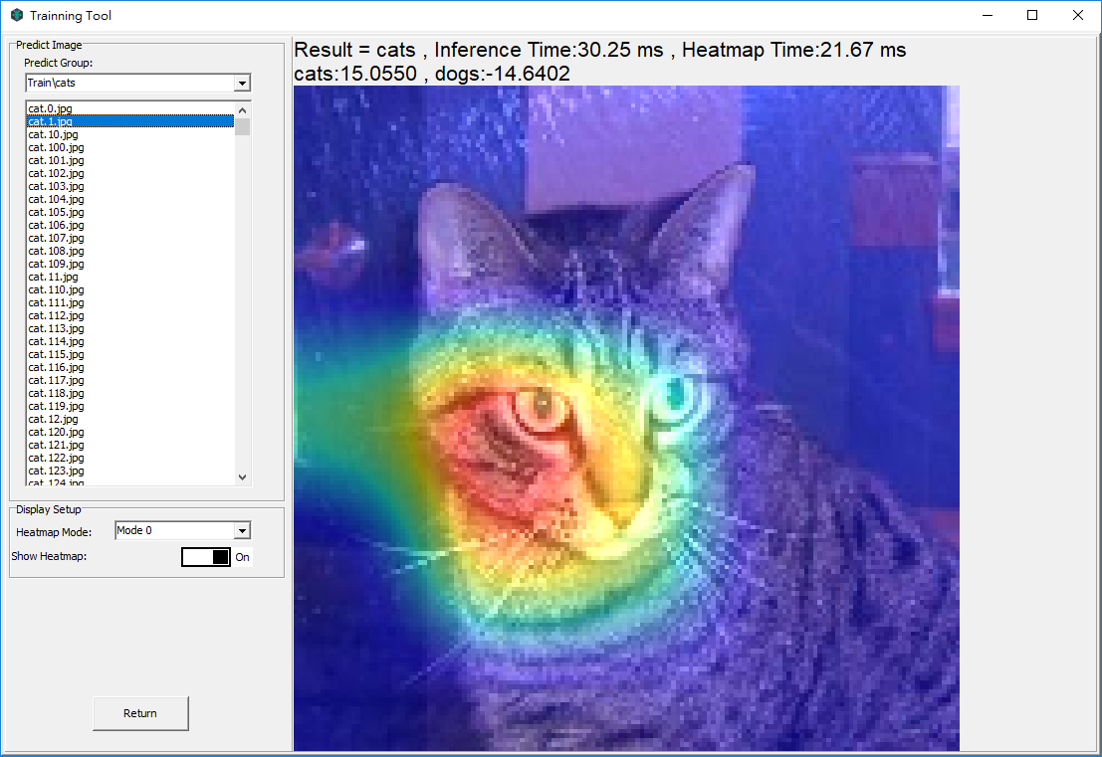 Trainning Tool
Predict Image
Predict Group:
Train\cats
cat.0.jpg
cat.1.jpg
cat.10.jpg
cat.100.jpg
cat.101.jpg
cat.102.jpg
cat.103.jpg
cat.104.jpg
cat.105.jpg
cat.106.jpg
cat.107.jpg
cat.108.jpg
cat.109.jpg
cat.11.jpg
cat.110.jpg
cat.111.jpg
cat.112.jpg
cat.113.jpg
cat.114.jpg
cat.115.jpg
cat.116.jpg
cat.117.jpg
cat.118.jpg
cat.119.jpg
cat.12.jpg
cat.120.jpg
cat.121.jpg
cat.122.jpg
cat.123.jpg
cat.124.jpg
Display Setup
Heatmap Mode: Mode 0
Show Heatmap: On
Return
Result = cats , Inference Time:30.25 ms , Heatmap Time:21.67 ms
cats:15.0550 , dogs:-14.6402